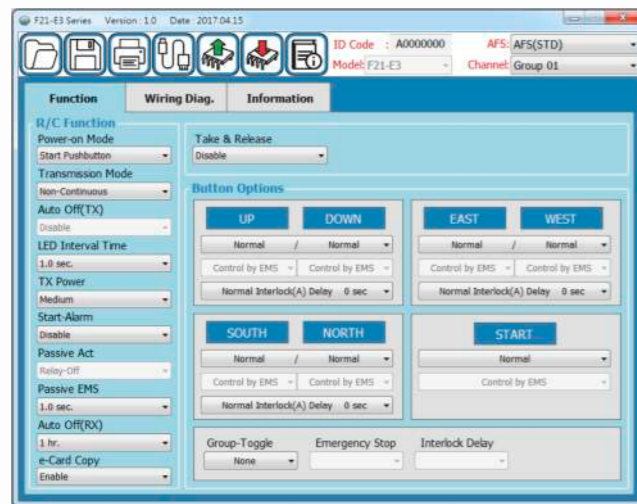 F21-E3 Series Version : 1.0 Date : 2017.04.15
ID Code : A0000000 AFS: AFS(STD)
Model: F21-E3 Channel: Group 01
Function Wiring Diag. Information
R/C Function
Power-on Mode
Start Pushbutton
Transmission Mode
Non-Continuous
Auto Off(TX)
Disable
LED Interval Time
1.0 sec.
TX Power
Medium
Start-Alarm
Disable
Passive Act
Relay-Off
Passive EMS
1.0 sec.
Auto Off(RX)
1 hr.
e-Card Copy
Enable
Take & Release
Disable
Button Options
UP DOWN
Normal / Normal
Control by EMS Control by EMS
Normal Interlock(A) Delay 0 sec
EAST WEST
Normal / Normal
Control by EMS Control by EMS
Normal Interlock(A) Delay 0 sec
SOUTH NORTH
Normal / Normal
Control by EMS Control by EMS
Normal Interlock(A) Delay 0 sec
START
Normal
Control by EMS
Group-Toggle Emergency Stop Interlock Delay
None